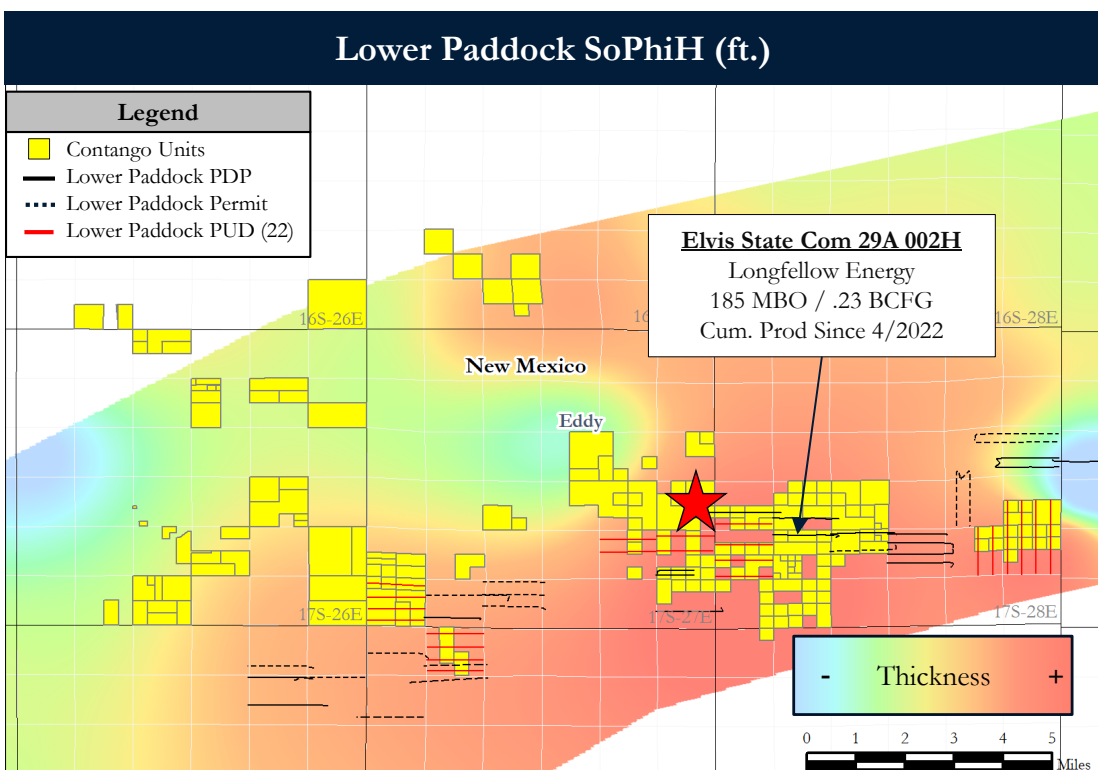 Lower Paddock SoPhiH (ft.)
Legend
Contango Units
Lower Paddock PDP
Lower Paddock Permit
Lower Paddock PUD (22)
Elvis State Com 29A 002H
Longfellow Energy
185 MBO / .23 BCFG
Cum. Prod Since 4/2022
16S-26E
16
16S-28E
New Mexico
Eddy
17S-26E
17S-27E
17S-28E
- Thickness +
0 1 2 3 4 5
Miles